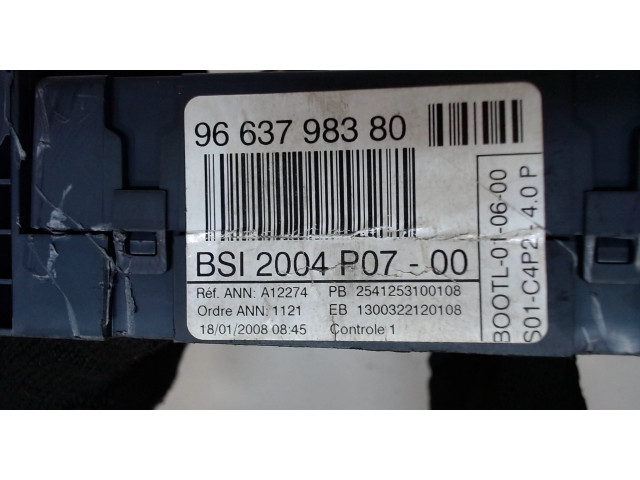 96 637 983 80
BSI 2004 P07 - 00
Réf. ANN: A12274 PB 2541253100108
Ordre ANN: 1121 EB 1300322120108
18/01/2008 08:45 Controle 1
BOOTL-01-06-00
S01-C4P2 - 4.0 P